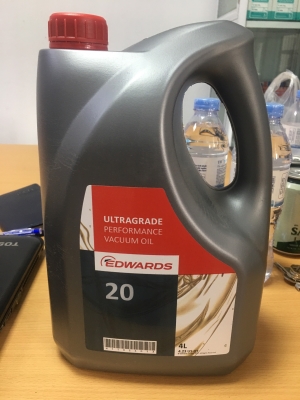 ULTRAGRADE
PERFORMANCE
VACUUM OIL
EDWARDS
20
4L